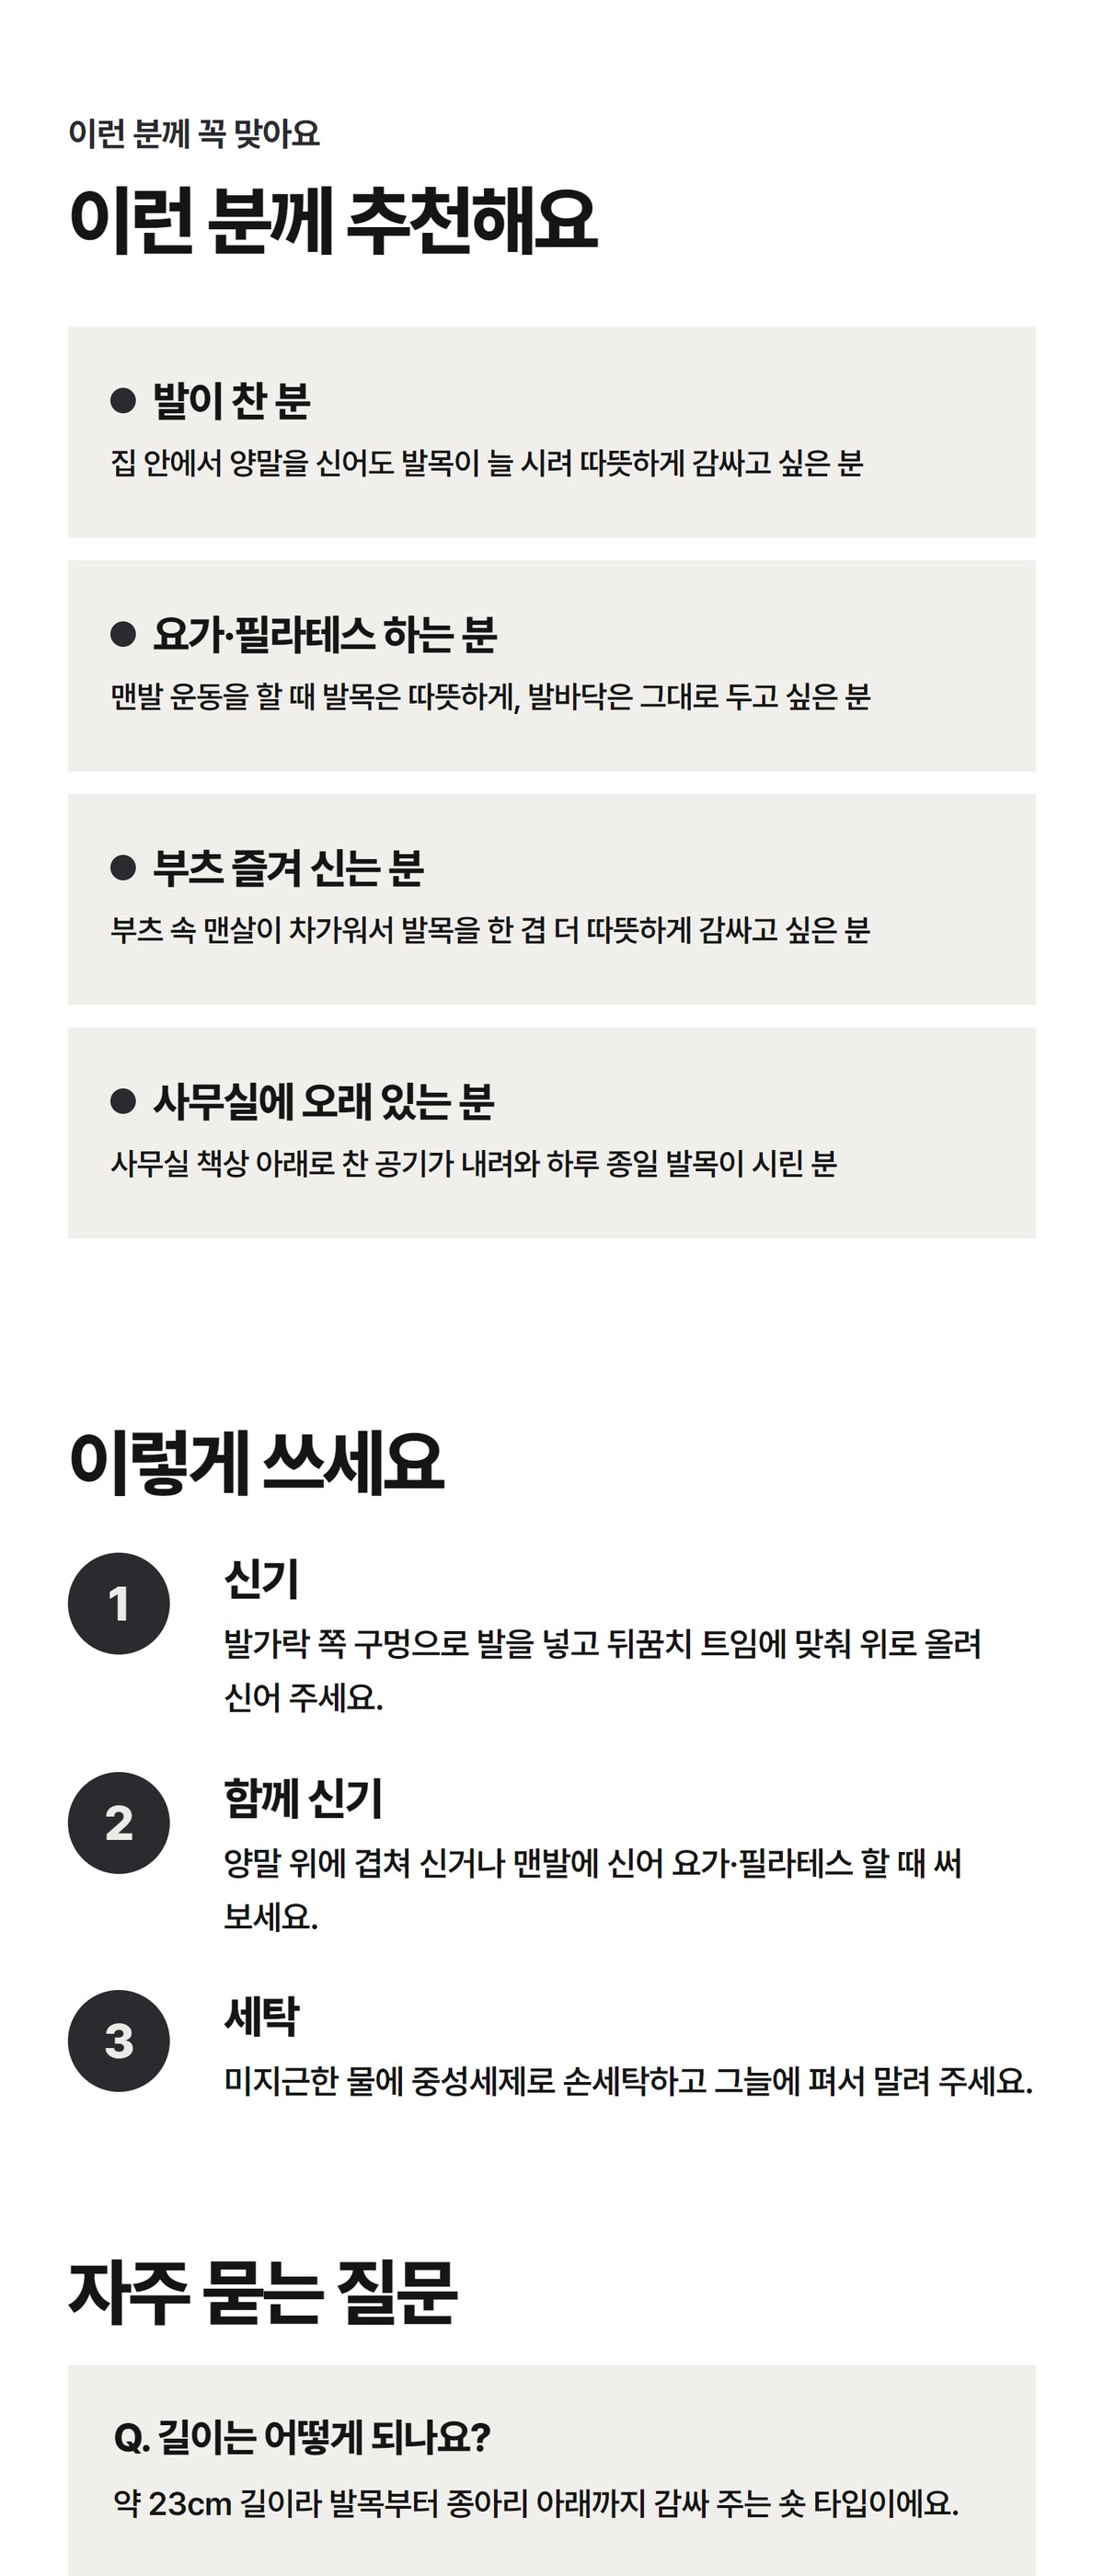 이런 분께 꼭 맞아요
이런 분께 추천해요
발이 찬 분
집 안에서 양말을 신어도 발목이 늘 시려 따뜻하게 감싸고 싶은 분
요가·필라테스 하는 분
맨발 운동을 할 때 발목은 따뜻하게, 발바닥은 그대로 두고 싶은 분
부츠 즐겨 신는 분
부츠 속 맨살이 차가워서 발목을 한 겹 더 따뜻하게 감싸고 싶은 분
사무실에 오래 있는 분
사무실 책상 아래로 찬 공기가 내려와 하루 종일 발목이 시린 분
이렇게 쓰세요
1
신기
발가락 쪽 구멍으로 발을 넣고 뒤꿈치 트임에 맞춰 위로 올려
신어 주세요.
2
함께 신기
양말 위에 겹쳐 신거나 맨발에 신어 요가·필라테스 할 때 써
보세요.
3
세탁
미지근한 물에 중성세제로 손세탁하고 그늘에 펴서 말려 주세요.
자주 묻는 질문
Q. 길이는 어떻게 되나요?
약 23cm 길이라 발목부터 종아리 아래까지 감싸 주는 숏 타입이에요.